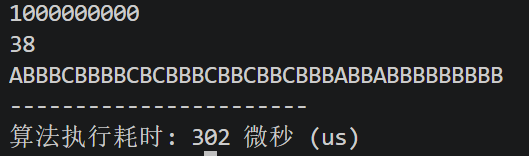 1000000000
38
ABBBCBBBBCBCBBBCBBCBBCBBBABBABBBBBBBBB
-----------------------
算法执行耗时: 302 微秒 (us)